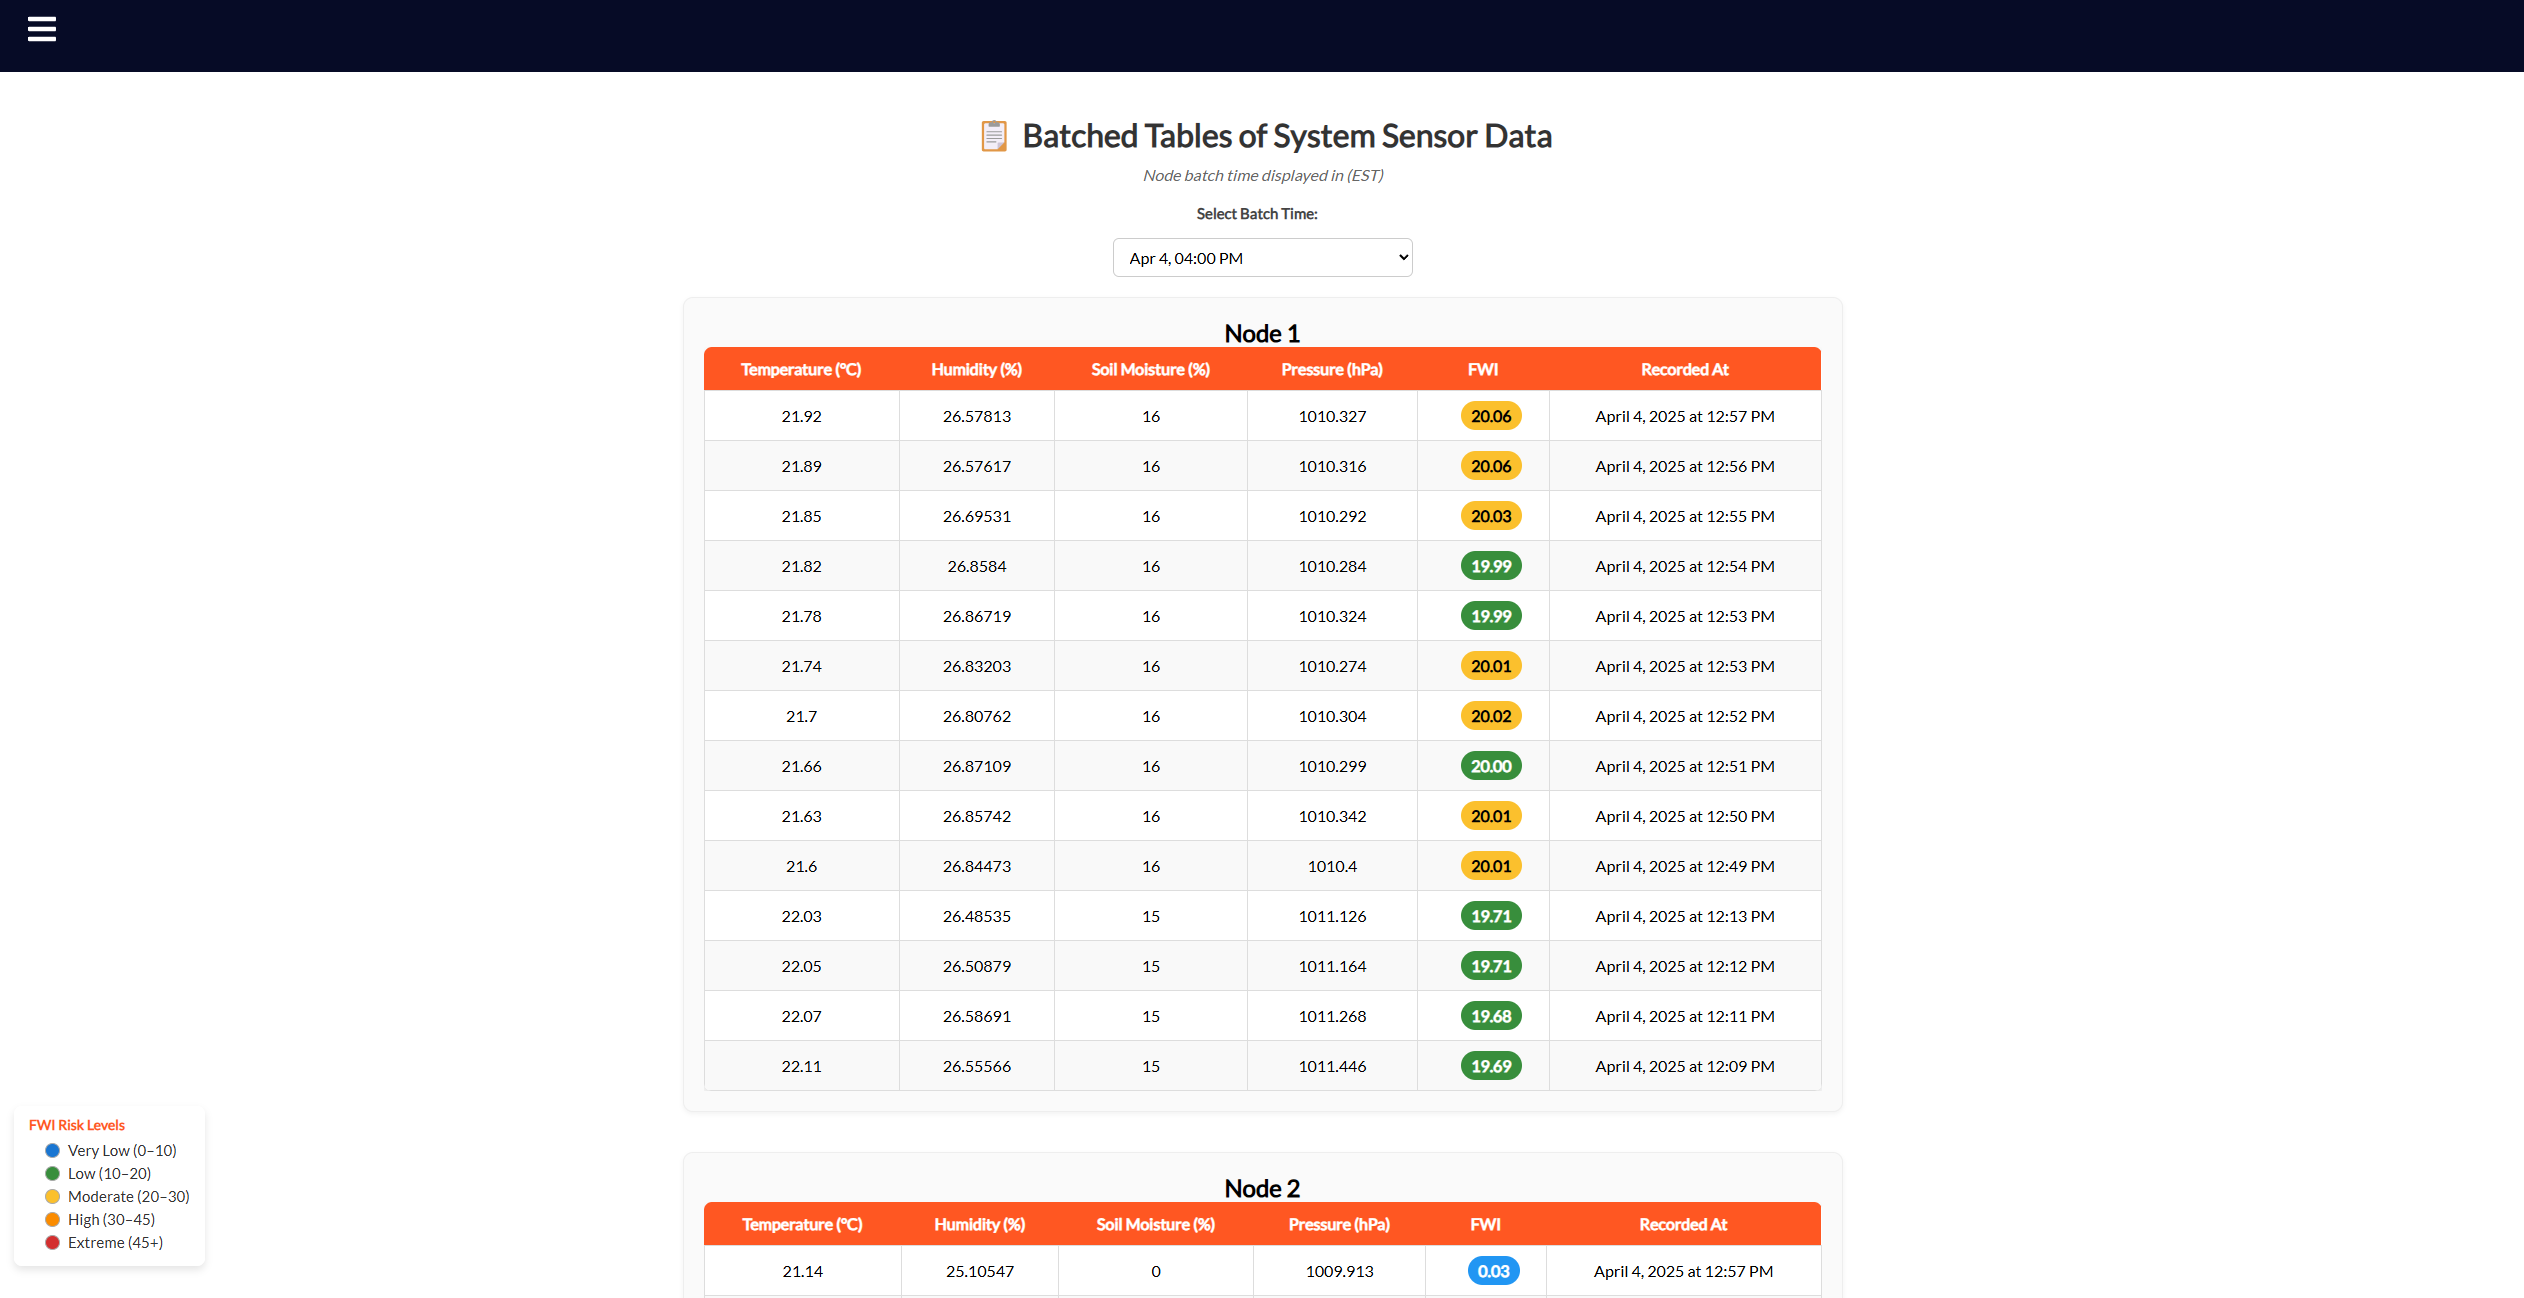 Batched Tables of System Sensor Data
Node batch time displayed in (EST)
Select Batch Time:
Apr 4, 04:00 PM
Node 1
Temperature (°C) Humidity (%) Soil Moisture (%) Pressure (hPa) FWI Recorded At
21.92 26.57813 16 1010.327 20.06 April 4, 2025 at 12:57 PM
21.89 26.57617 16 1010.316 20.06 April 4, 2025 at 12:56 PM
21.85 26.69531 16 1010.292 20.03 April 4, 2025 at 12:55 PM
21.82 26.8584 16 1010.284 19.99 April 4, 2025 at 12:54 PM
21.78 26.86719 16 1010.324 19.99 April 4, 2025 at 12:53 PM
21.74 26.83203 16 1010.274 20.01 April 4, 2025 at 12:53 PM
21.7 26.80762 16 1010.304 20.02 April 4, 2025 at 12:52 PM
21.66 26.87109 16 1010.299 20.00 April 4, 2025 at 12:51 PM
21.63 26.85742 16 1010.342 20.01 April 4, 2025 at 12:50 PM
21.6 26.84473 16 1010.4 20.01 April 4, 2025 at 12:49 PM
22.03 26.48535 15 1011.126 19.71 April 4, 2025 at 12:13 PM
22.05 26.50879 15 1011.164 19.71 April 4, 2025 at 12:12 PM
22.07 26.58691 15 1011.268 19.68 April 4, 2025 at 12:11 PM
22.11 26.55566 15 1011.446 19.69 April 4, 2025 at 12:09 PM
Node 2
Temperature (°C) Humidity (%) Soil Moisture (%) Pressure (hPa) FWI Recorded At
21.14 25.10547 0 1009.913 0.03 April 4, 2025 at 12:57 PM
FWI Risk Levels
Very Low (0–10)
Low (10–20)
Moderate (20–30)
High (30–45)
Extreme (45+)